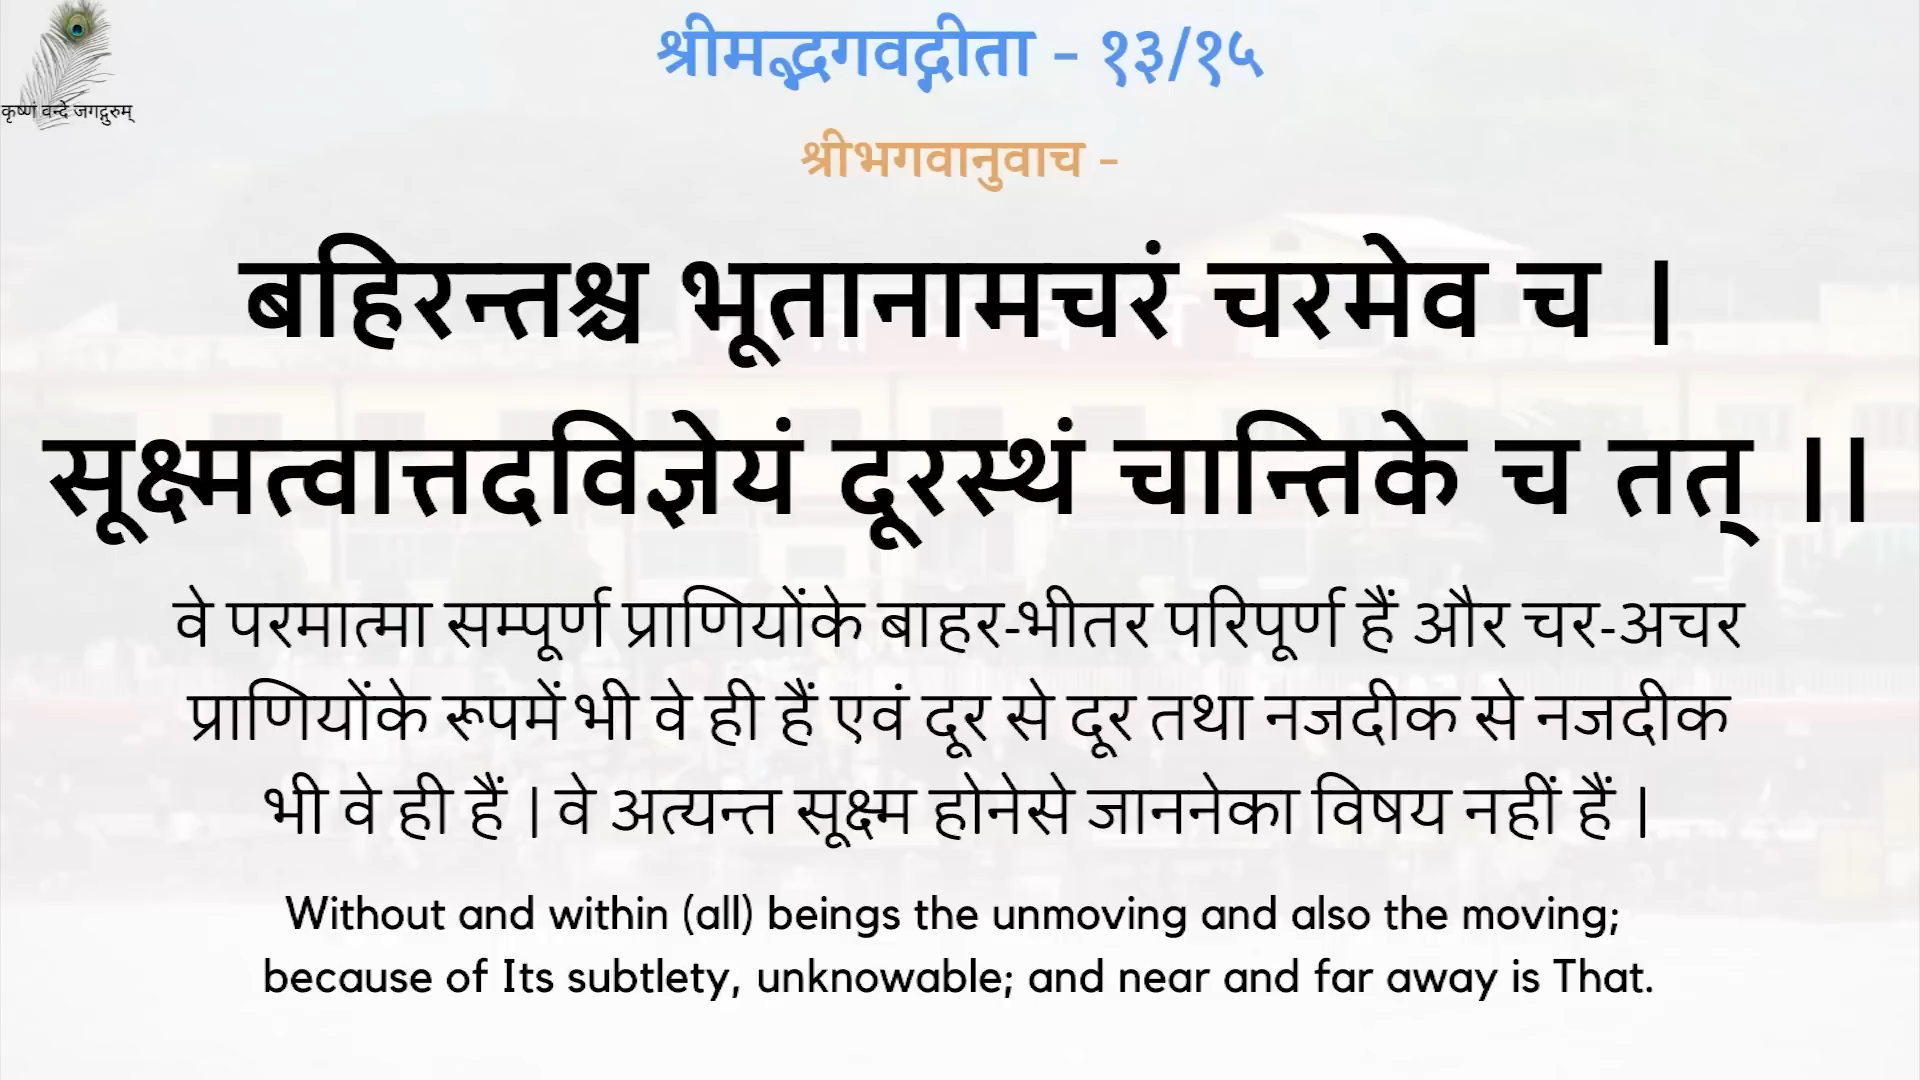 श्रीमद्भगवद्गीता - १३/१५
कृष्णं वन्दे जगद्गुरुम्
श्रीभगवानुवाच -
बहिरन्तश्च भूतानामचरं चरमेव च ।
सूक्ष्मत्वात्तदविज्ञेयं दूरस्थं चान्तिके च तत् ।।
वे परमात्मा सम्पूर्ण प्राणियोंके बाहर-भीतर परिपूर्ण हैं और चर-अचर
प्राणियोंके रूपमें भी वे ही हैं एवं दूर से दूर तथा नजदीक से नजदीक
भी वे ही हैं | वे अत्यन्त सूक्ष्म होनेसे जाननेका विषय नहीं हैं |
Without and within (all) beings the unmoving and also the moving;
because of Its subtlety, unknowable; and near and far away is That.